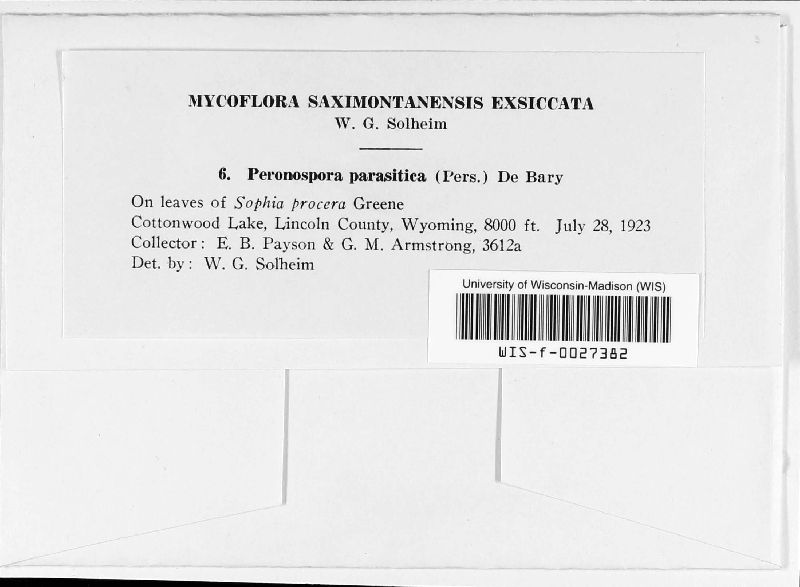 MYCOFLORA SAXIMONTANENSIS EXSICCATA
W. G. Solheim
6. Peronospora parasitica (Pers.) De Bary
On leaves of Sophia procera Greene
Cottonwood Lake, Lincoln County, Wyoming, 8000 ft. July 28, 1923
Collector: E. B. Payson & G. M. Armstrong, 3612a
Det. by: W. G. Solheim
University of Wisconsin-Madison (WIS)
WIS-f-0027382